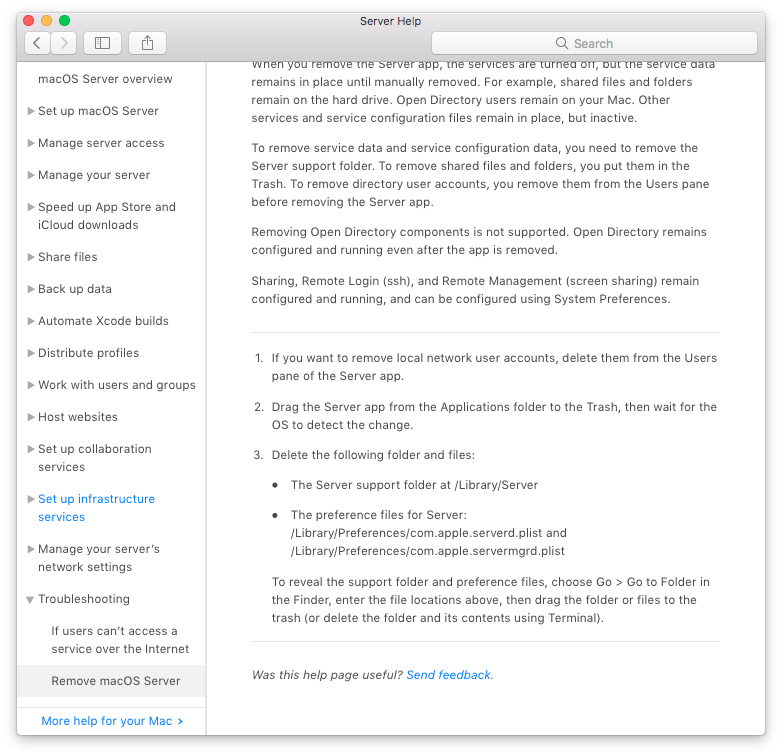 Server Help
Search
macOS Server overview
Set up macOS Server
Manage server access
Manage your server
Speed up App Store and
iCloud downloads
Share files
Back up data
Automate Xcode builds
Distribute profiles
Work with users and groups
Host websites
Set up collaboration
services
Set up infrastructure
services
Manage your server's
network settings
Troubleshooting
If users can't access a
service over the Internet
Remove macOS Server
More help for your Mac >
When you remove the Server app, the services are turned off, but the service data
remains in place until manually removed. For example, shared files and folders
remain on the hard drive. Open Directory users remain on your Mac. Other
services and service configuration files remain in place, but inactive.
To remove service data and service configuration data, you need to remove the
Server support folder. To remove shared files and folders, you put them in the
Trash. To remove directory user accounts, you remove them from the Users pane
before removing the Server app.
Removing Open Directory components is not supported. Open Directory remains
configured and running even after the app is removed.
Sharing, Remote Login (ssh), and Remote Management (screen sharing) remain
configured and running, and can be configured using System Preferences.
1. If you want to remove local network user accounts, delete them from the Users
pane of the Server app.
2. Drag the Server app from the Applications folder to the Trash, then wait for the
OS to detect the change.
3. Delete the following folder and files:
• The Server support folder at /Library/Server
• The preference files for Server:
/Library/Preferences/com.apple.serverd.plist and
/Library/Preferences/com.apple.servermgrd.plist
To reveal the support folder and preference files, choose Go > Go to Folder in
the Finder, enter the file locations above, then drag the folder or files to the
trash (or delete the folder and its contents using Terminal).
Was this help page useful? Send feedback.